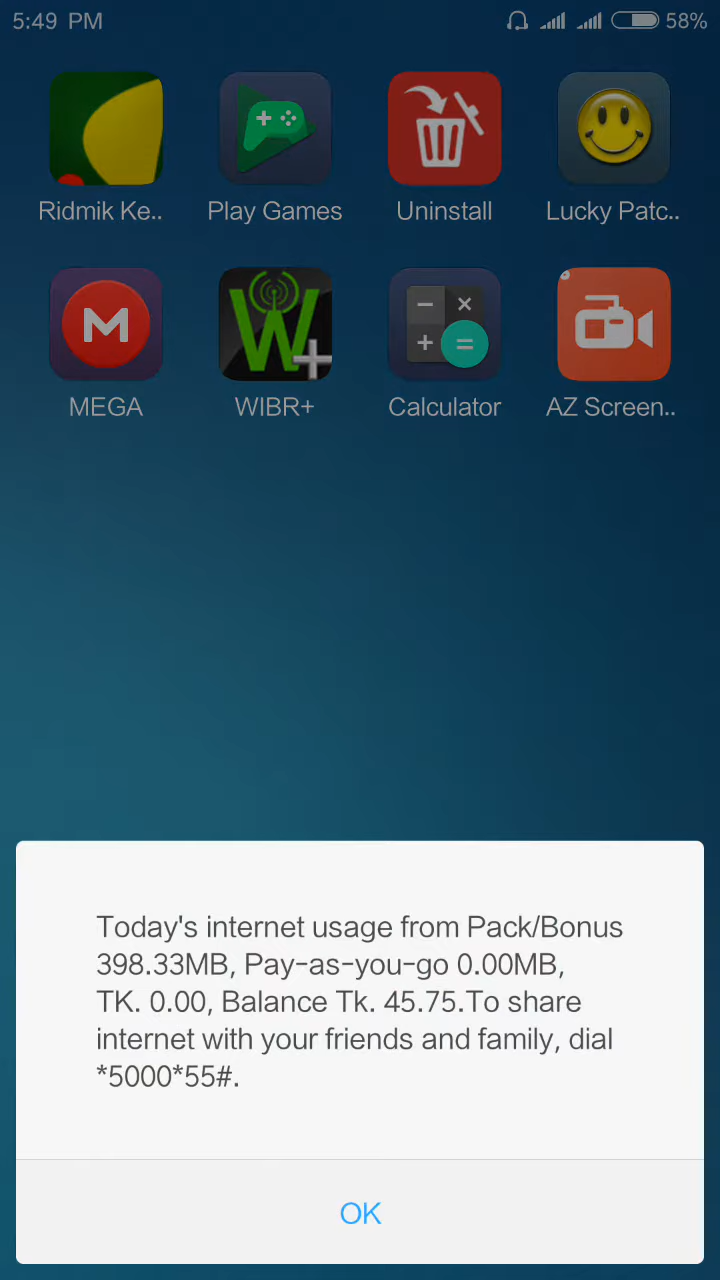 5:49 PM 58%
Ridmik Ke.. Play Games Uninstall Lucky Patc..
MEGA WIBR+ Calculator AZ Screen..
Today's internet usage from Pack/Bonus
398.33MB, Pay-as-you-go 0.00MB,
TK. 0.00, Balance Tk. 45.75.To share
internet with your friends and family, dial
*5000*55#.
OK